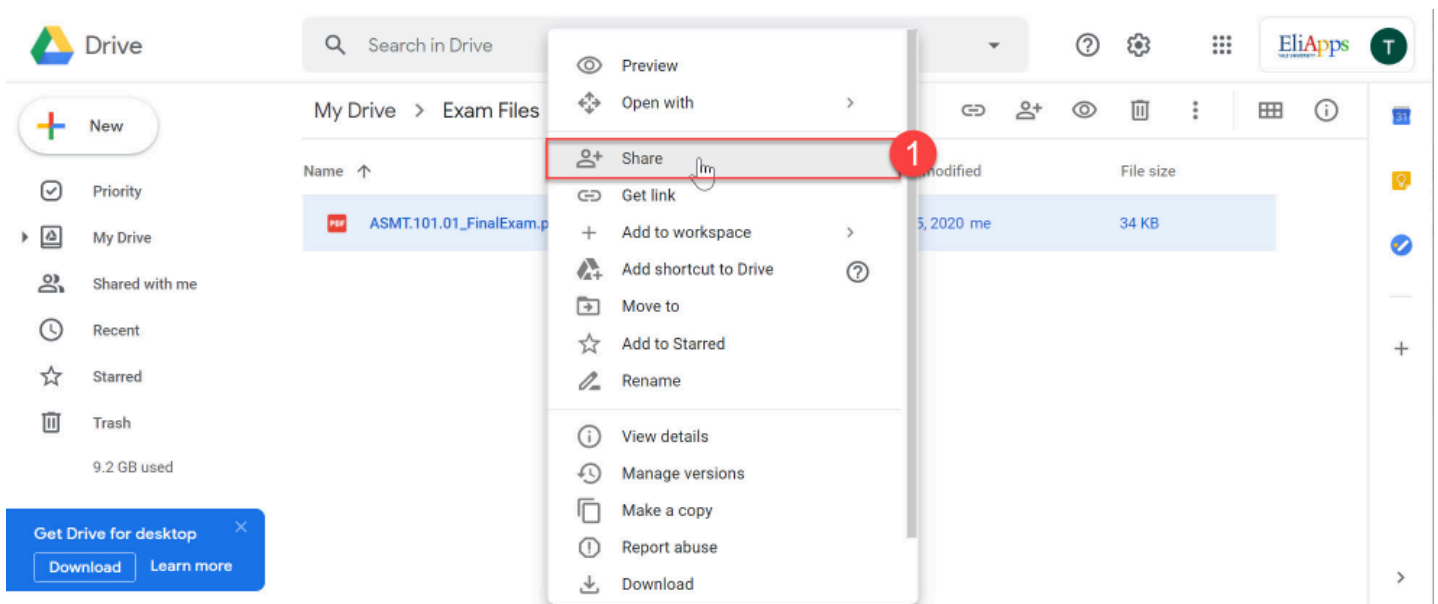 Drive
Search in Drive
EliApps
T
New
Priority
My Drive
Shared with me
Recent
Starred
Trash
9.2 GB used
Get Drive for desktop
Download Learn more
My Drive > Exam Files
Name
File size
PDF ASMT.101.01_FinalExam.p
2020 me
34 KB
Preview
Open with
Share
1
Get link
Add to workspace
Add shortcut to Drive
Move to
Add to Starred
Rename
View details
Manage versions
Make a copy
Report abuse
Download
31